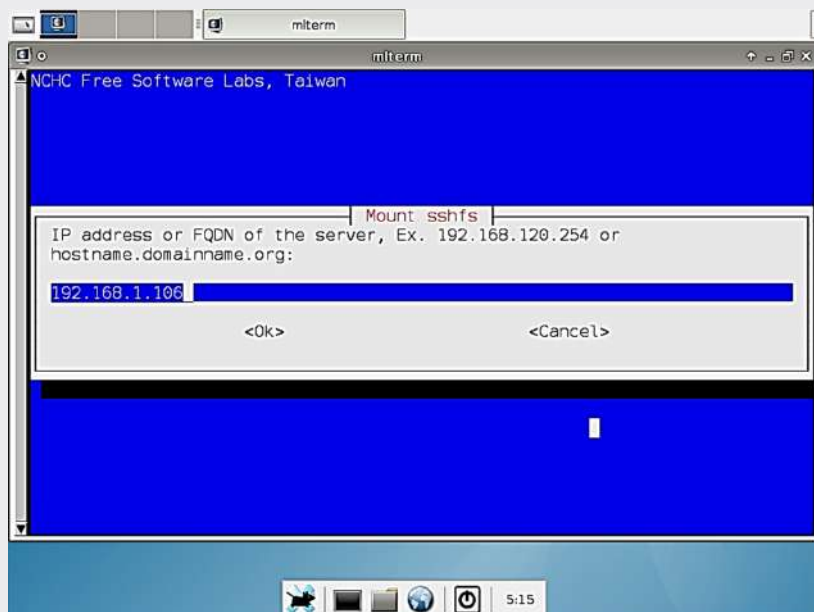 mlterm
mlterm
NCHC Free Software Labs, Taiwan
Mount sshfs
IP address or FQDN of the server, Ex. 192.168.120.254 or
hostname.domainname.org:
192.168.1.106
<Ok> <Cancel>
5:15